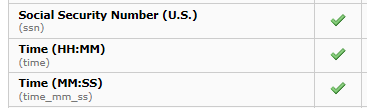 Social Security Number (U.S.)
(ssn)
Time (HH:MM)
(time)
Time (MM:SS)
(time_mm_ss)